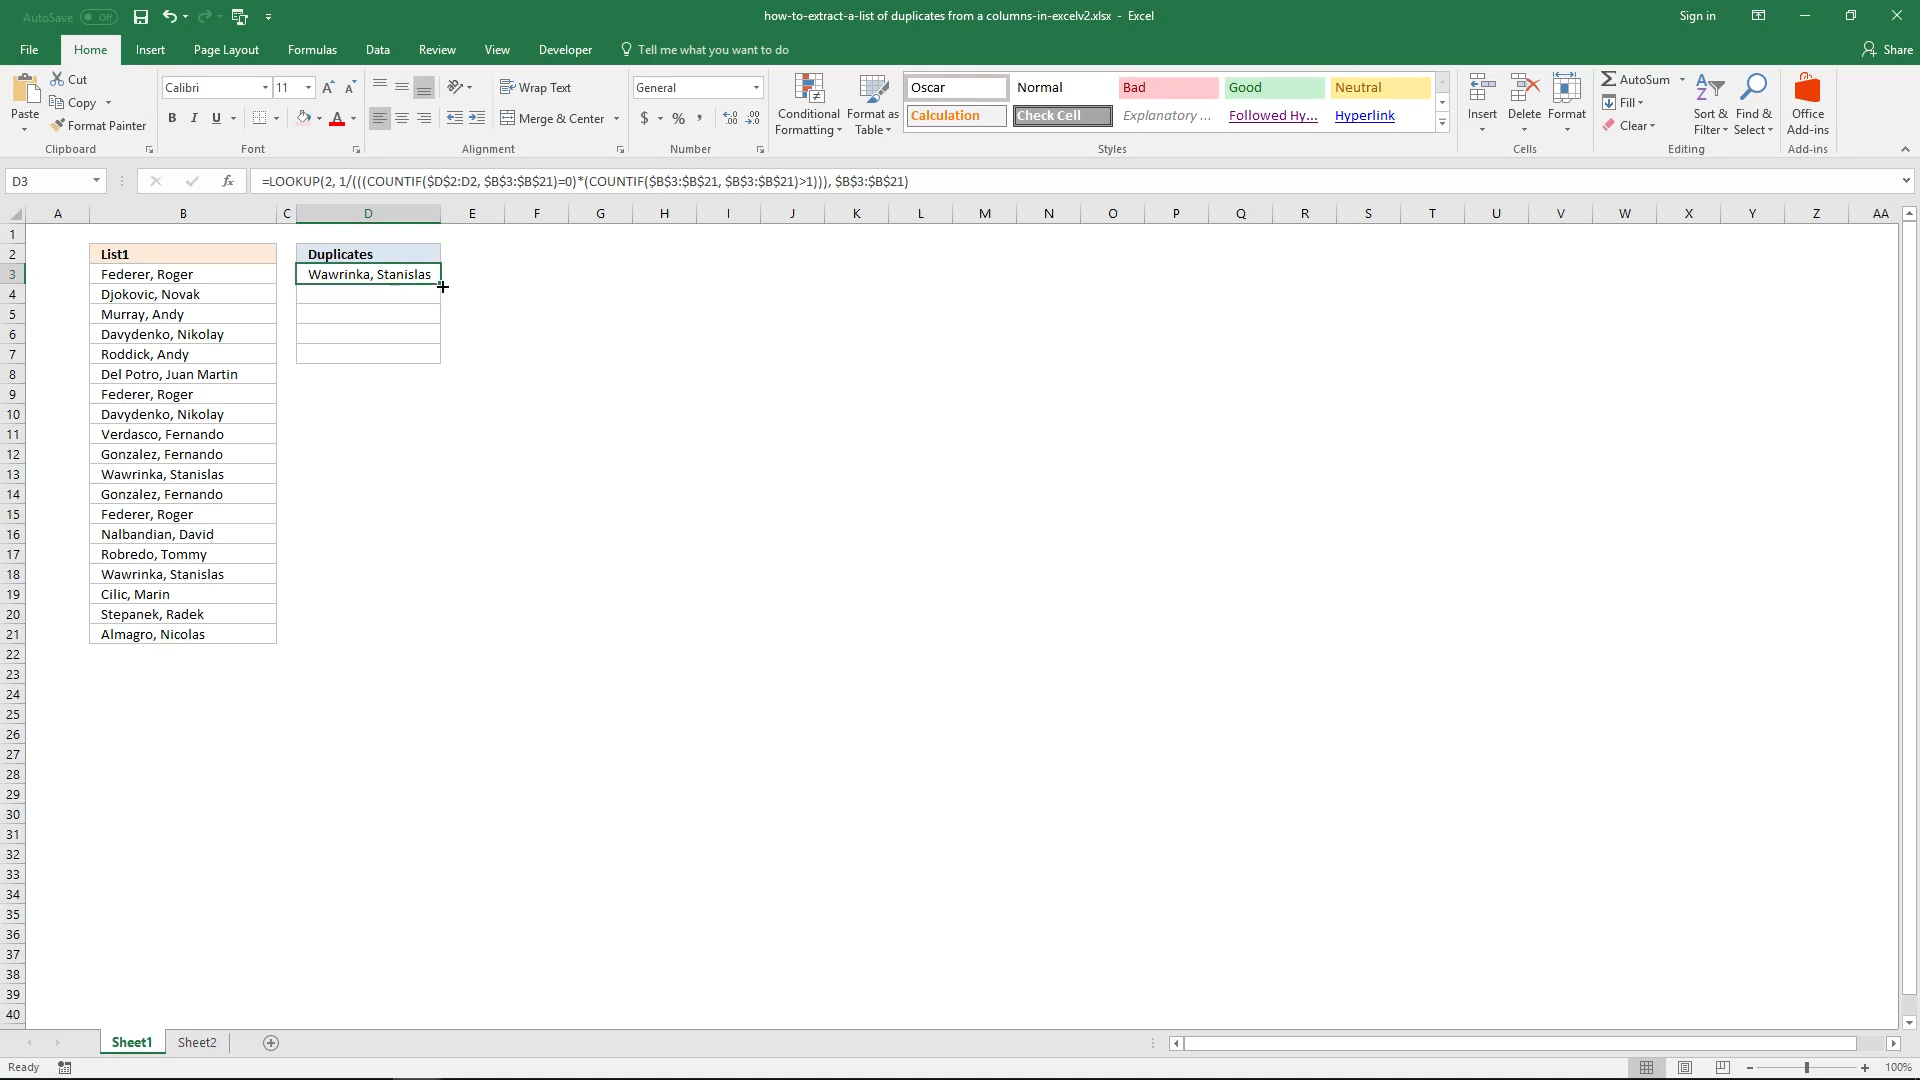 AutoSave Off how-to-extract-a-list of duplicates from a columns-in-excelv2.xlsx - Excel Sign in
File Home Insert Page Layout Formulas Data Review View Developer Tell me what you want to do Share
Paste
Cut
Copy
Format Painter
Clipboard
Calibri 11
B I U
Font
Wrap Text
Merge & Center
Alignment
General
$ % ,
Number
Conditional Formatting
Format as Table
Oscar Normal Bad Good Neutral
Calculation Check Cell Explanatory ... Followed Hy... Hyperlink
Styles
Insert Delete Format
Cells
AutoSum
Fill
Clear
Sort & Filter
Find & Select
Editing
Office Add-ins
Add-ins
D3 fx =LOOKUP(2, 1/(((COUNTIF($D$2:D2, $B$3:$B$21)=0)*(COUNTIF($B$3:$B$21, $B$3:$B$21)>1))), $B$3:$B$21)
A B C D E F G H I J K L M N O P Q R S T U V W X Y Z AA
1
2 List1 Duplicates
3 Federer, Roger Wawrinka, Stanislas
4 Djokovic, Novak
5 Murray, Andy
6 Davydenko, Nikolay
7 Roddick, Andy
8 Del Potro, Juan Martin
9 Federer, Roger
10 Davydenko, Nikolay
11 Verdasco, Fernando
12 Gonzalez, Fernando
13 Wawrinka, Stanislas
14 Gonzalez, Fernando
15 Federer, Roger
16 Nalbandian, David
17 Robredo, Tommy
18 Wawrinka, Stanislas
19 Cilic, Marin
20 Stepanek, Radek
21 Almagro, Nicolas
22
23
24
25
26
27
28
29
30
31
32
33
34
35
36
37
38
39
40
Sheet1 Sheet2
Ready 100%